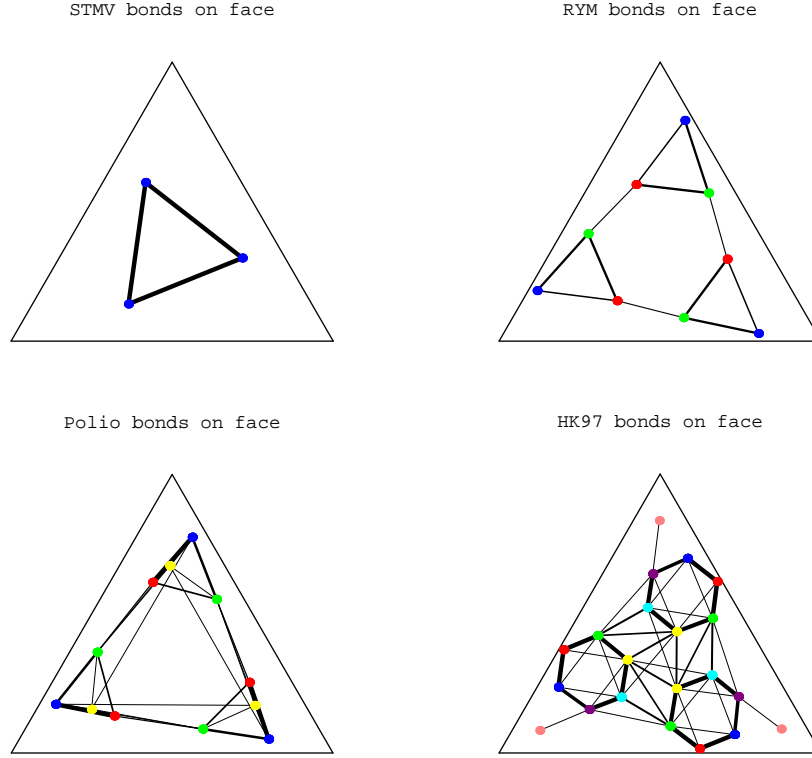 STMV bonds on face
RYM bonds on face
Polio bonds on face
HK97 bonds on face